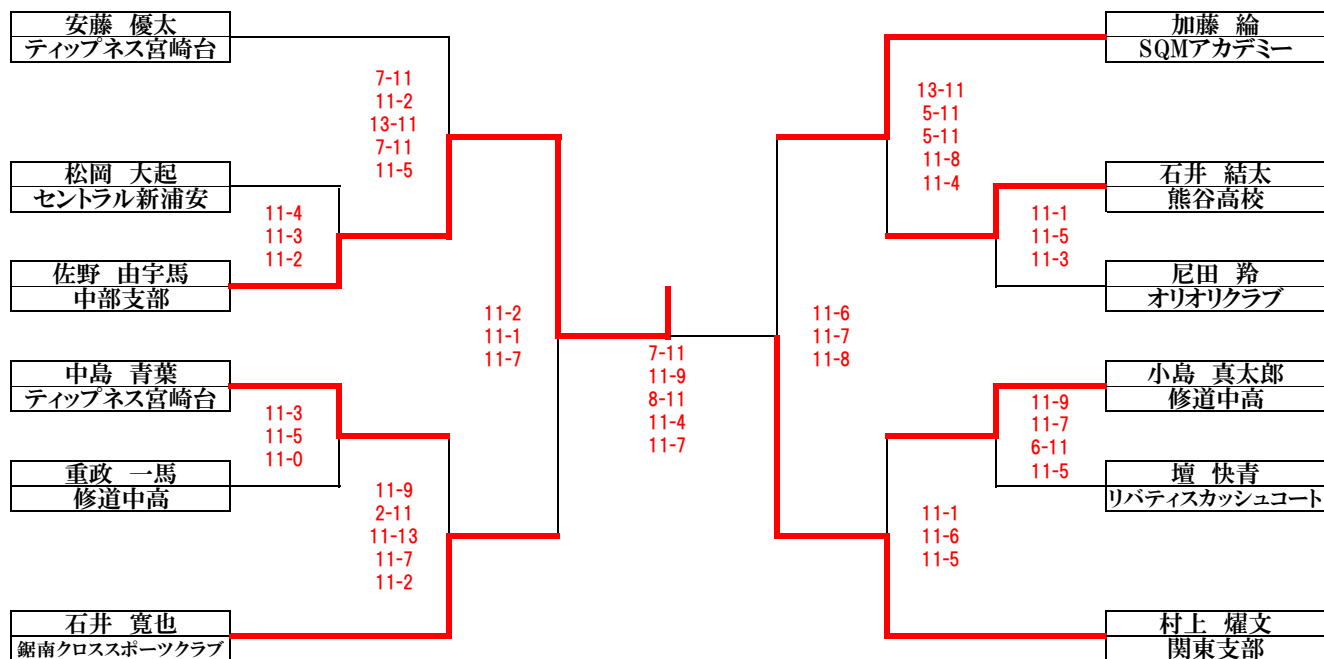 安藤 優太
ティップネス宮崎台
7-11
11-2
13-11
7-11
11-5
松岡 大起
セントラル新浦安
11-4
11-3
11-2
佐野 由宇馬
中部支部
11-2
11-1
11-7
中島 青葉
ティップネス宮崎台
11-3
11-5
11-0
重政 一馬
修道中高
11-9
2-11
11-13
11-7
11-2
石井 寛也
鋸南クロススポーツクラブ
7-11
11-9
8-11
11-4
11-7
加藤 綸
SQMアカデミー
13-11
5-11
5-11
11-8
11-4
石井 結太
熊谷高校
11-1
11-5
11-3
尼田 羚
オリオリクラブ
11-6
11-7
11-8
小島 真太郎
修道中高
11-9
11-7
6-11
11-5
壇 快青
リバティスカッシュコート
11-1
11-6
11-5
村上 燿文
関東支部